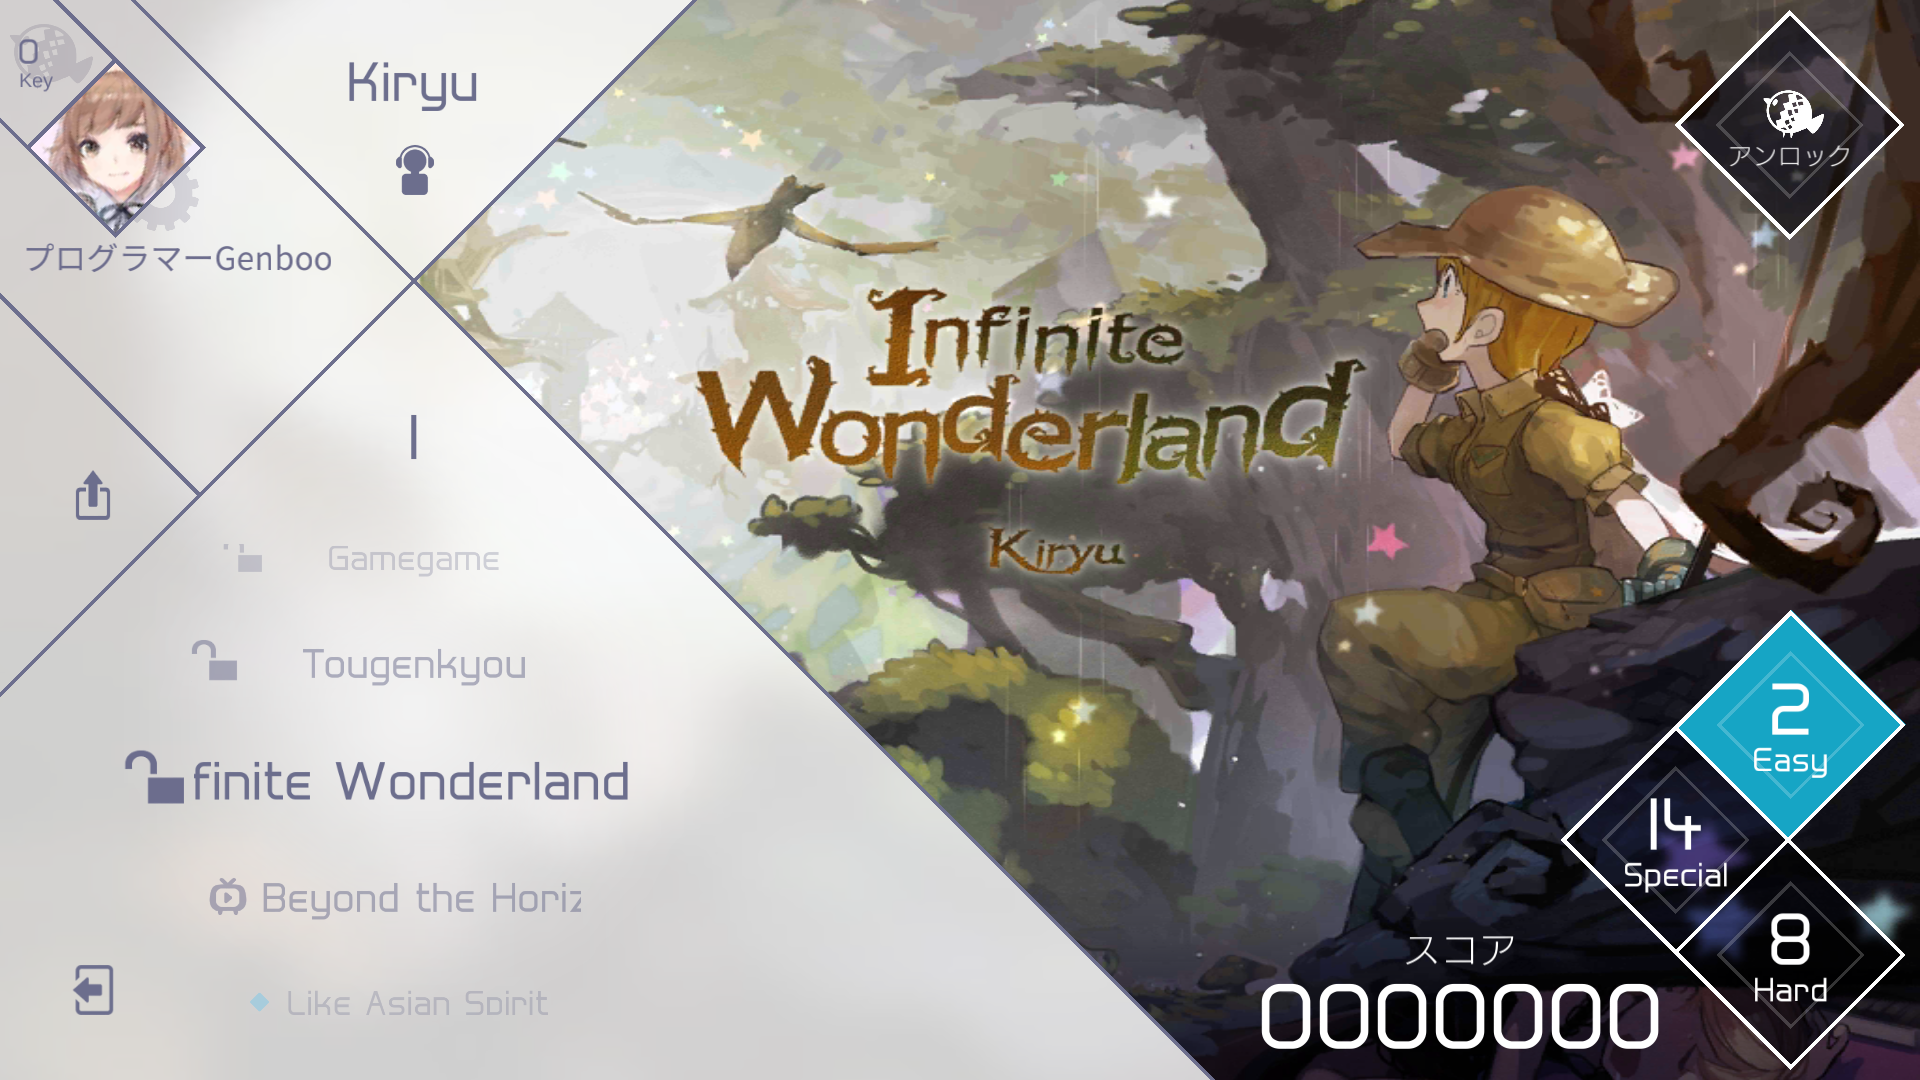 0
Key
プログラマーGenboo
Kiryu
I
Gamegame
Tougenkyou
finite Wonderland
Beyond the Horiz
Like Asian Spirit
Infinite
Wonderland
Kiryu
アンロック
2
Easy
14
Special
8
Hard
スコア
0000000